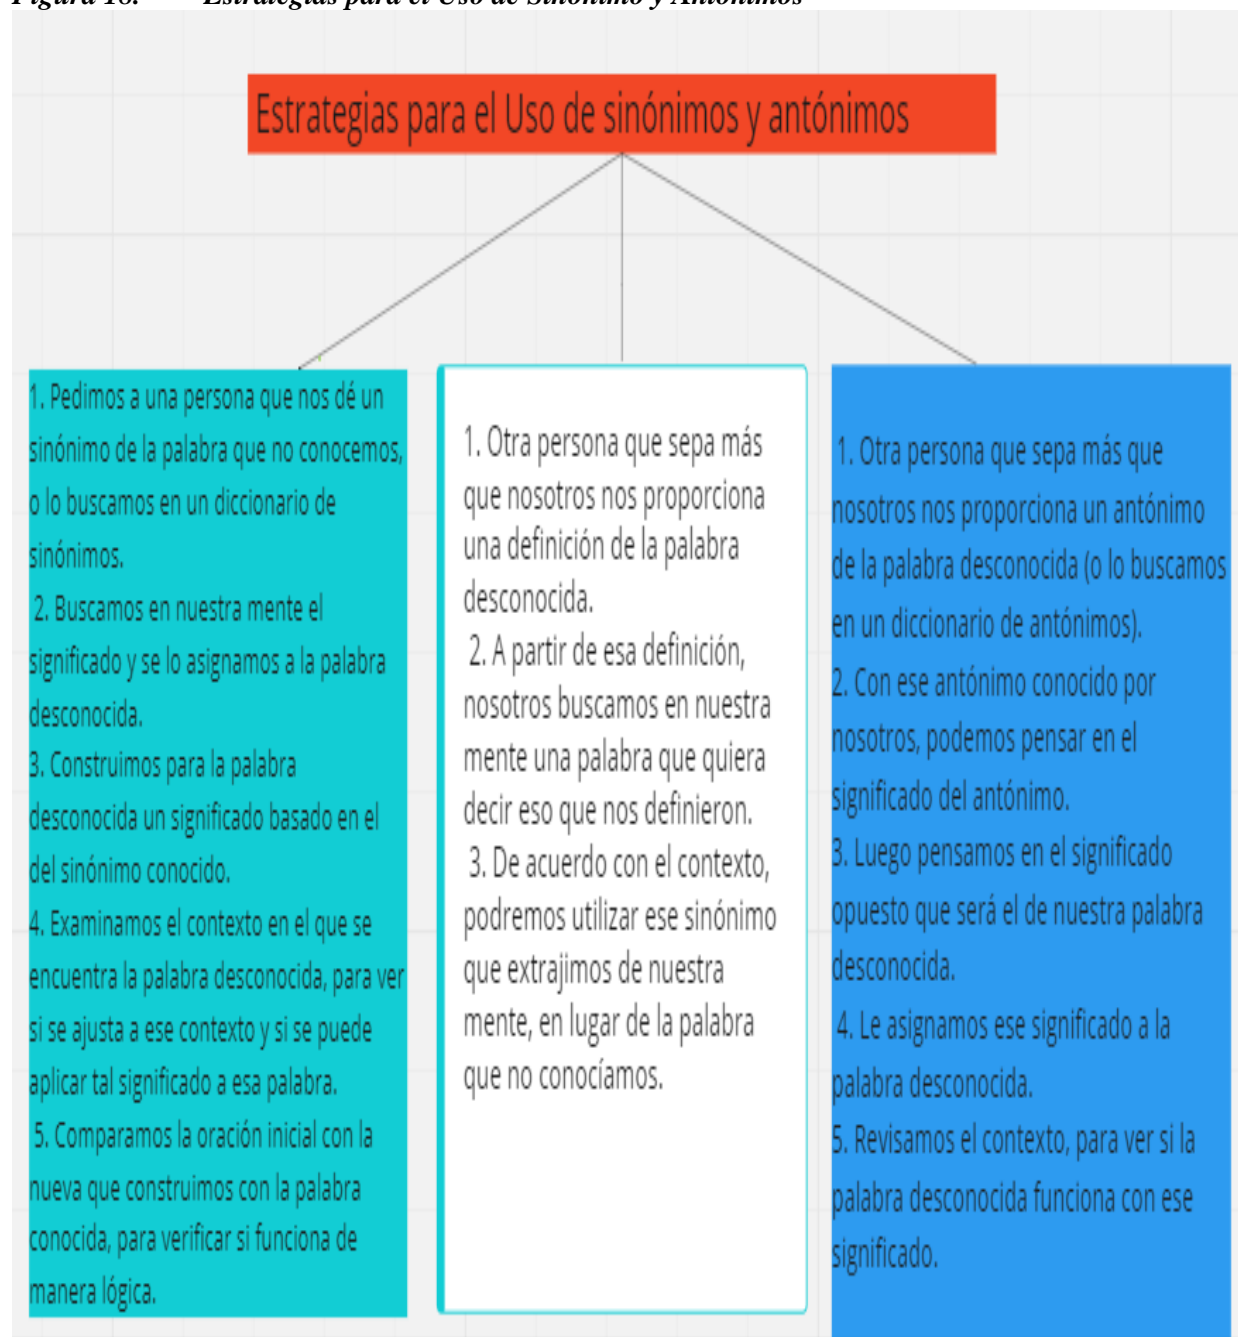 Figura 18. Estrategias para el Uso de Sinónimo y Antónimos
Estrategias para el Uso de sinónimos y antónimos
1. Pedimos a una persona que nos dé un
sinónimo de la palabra que no conocemos,
o lo buscamos en un diccionario de
sinónimos.
2. Buscamos en nuestra mente el
significado y se lo asignamos a la palabra
desconocida.
3. Construimos para la palabra
desconocida un significado basado en el
del sinónimo conocido.
4. Examinamos el contexto en el que se
encuentra la palabra desconocida, para ver
si se ajusta a ese contexto y si se puede
aplicar tal significado a esa palabra.
5. Comparamos la oración inicial con la
nueva que construimos con la palabra
conocida, para verificar si funciona de
manera lógica.
1. Otra persona que sepa más
que nosotros nos proporciona
una definición de la palabra
desconocida.
2. A partir de esa definición,
nosotros buscamos en nuestra
mente una palabra que quiera
decir eso que nos definieron.
3. De acuerdo con el contexto,
podremos utilizar ese sinónimo
que extrajimos de nuestra
mente, en lugar de la palabra
que no conocíamos.
1. Otra persona que sepa más que
nosotros nos proporciona un antónimo
de la palabra desconocida (o lo buscamos
en un diccionario de antónimos).
2. Con ese antónimo conocido por
nosotros, podemos pensar en el
significado del antónimo.
3. Luego pensamos en el significado
opuesto que será el de nuestra palabra
desconocida.
4. Le asignamos ese significado a la
palabra desconocida.
5. Revisamos el contexto, para ver si la
palabra desconocida funciona con ese
significado.